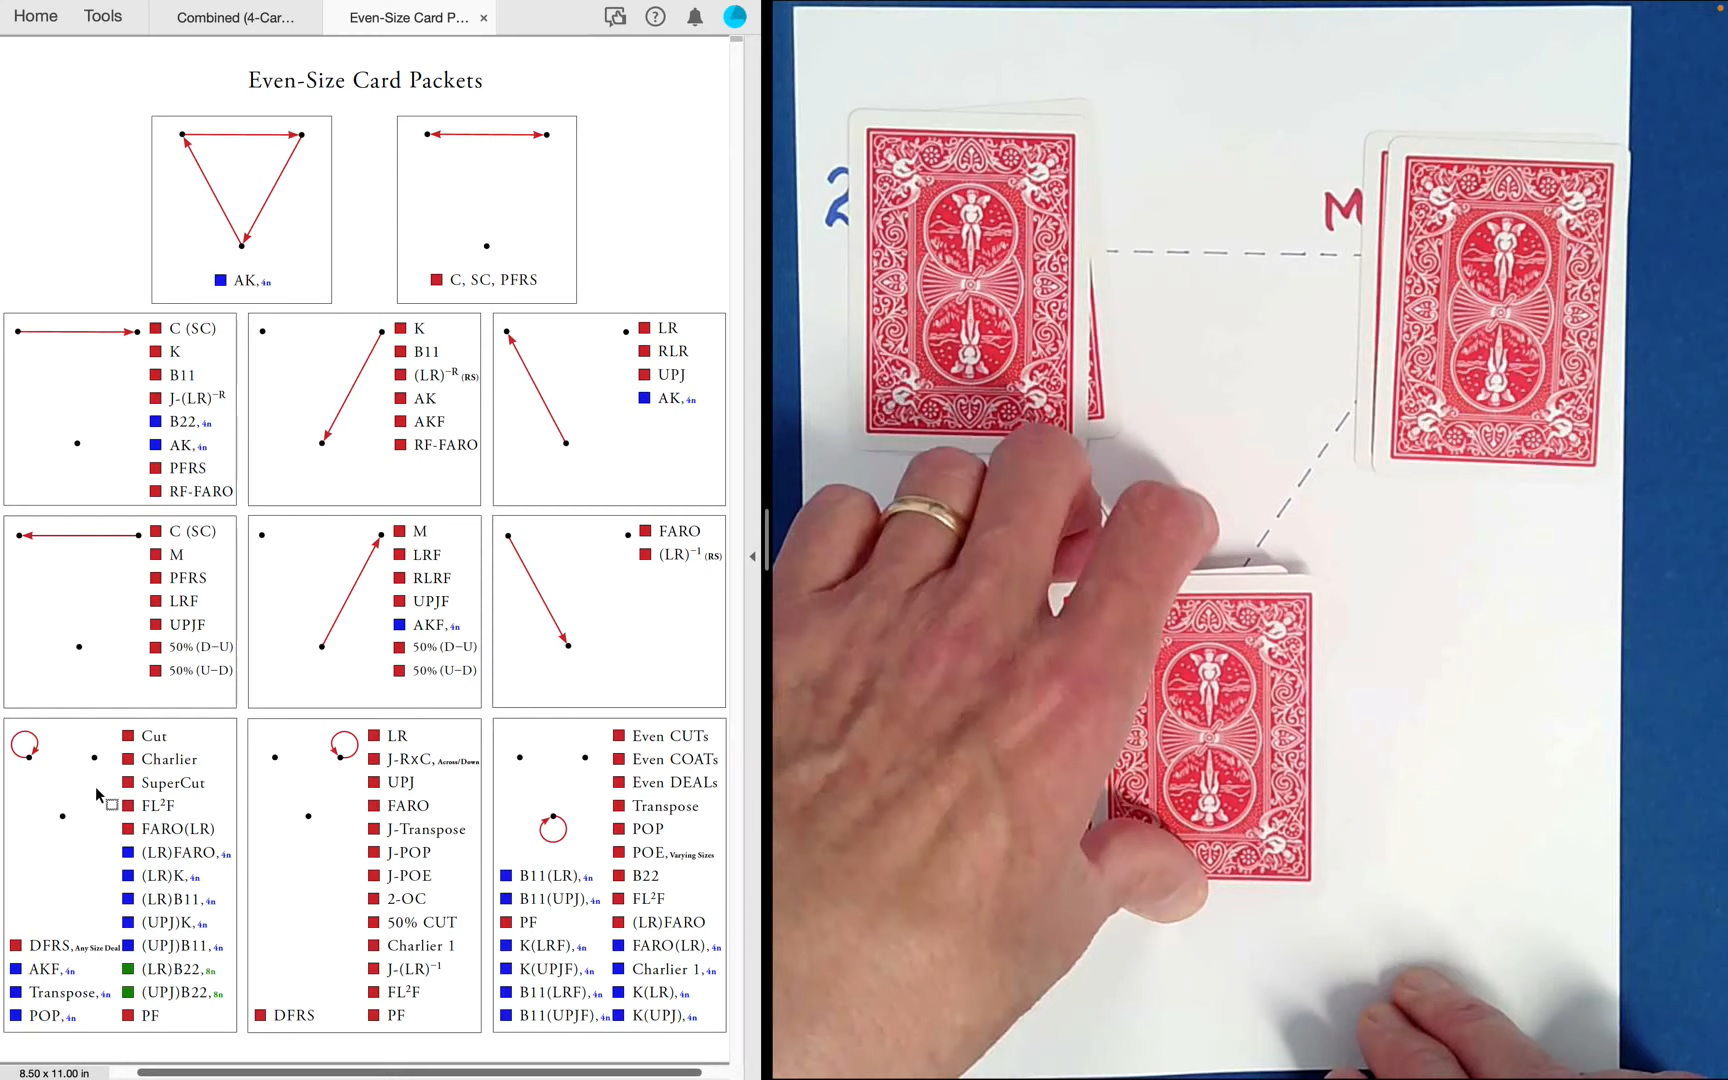 Home Tools Combined (4-Car... Even-Size Card P... ×
Even-Size Card Packets
AK, 4n
C, SC, PFRS
C (SC)
K
B11
J-(LR)⁻ᴿ
B22, 4n
AK, 4n
PFRS
RF-FARO
K
B11
(LR)⁻ᴿ (RS)
AK
AKF
RF-FARO
LR
RLR
UPJ
AK, 4n
C (SC)
M
PFRS
LRF
UPJF
50% (D–U)
50% (U–D)
M
LRF
RLRF
UPJF
AKF, 4n
50% (D–U)
50% (U–D)
FARO
(LR)⁻¹ (RS)
Cut
Charlier
SuperCut
FL²F
FARO(LR)
(LR)FARO, 4n
(LR)K, 4n
(LR)B11, 4n
(UPJ)K, 4n
DFRS, Any Size Deal (UPJ)B11, 4n
AKF, 4n (LR)B22, 8n
Transpose, 4n (UPJ)B22, 8n
POP, 4n PF
LR
J-RxC, Across/Down
UPJ
FARO
J-Transpose
J-POP
J-POE
2-OC
50% CUT
Charlier 1
J-(LR)⁻¹
FL²F
DFRS PF
Even CUTs
Even COATs
Even DEALs
Transpose
POP
POE, Varying Sizes
B11(LR), 4n B22
B11(UPJ), 4n FL²F
PF (LR)FARO
K(LRF), 4n FARO(LR), 4n
K(UPJF), 4n Charlier 1, 4n
B11(LRF), 4n K(LR), 4n
B11(UPJF), 4n K(UPJ), 4n
8.50 x 11.00 in
2
M